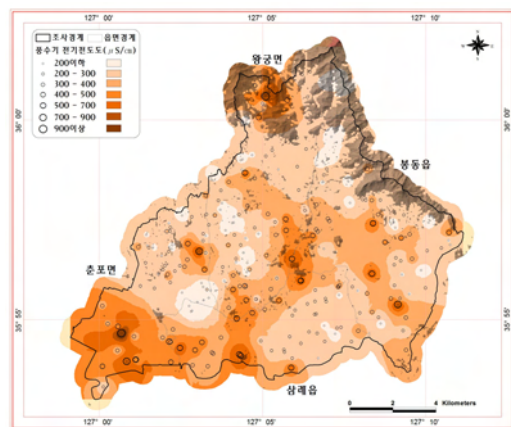 127° 00'
127° 05'
127° 10'
조사경계 읍면경계
풍수기 전기전도도(㎲/㎝)
200이하
200 - 300
300 - 400
400 - 500
500 - 700
700 - 900
900이상
왕궁면
36° 00'
36° 00'
봉동읍
춘포면
35° 55'
35° 55'
삼례읍
0 2 4 Kilometers
127° 00'
127° 05'
127° 10'